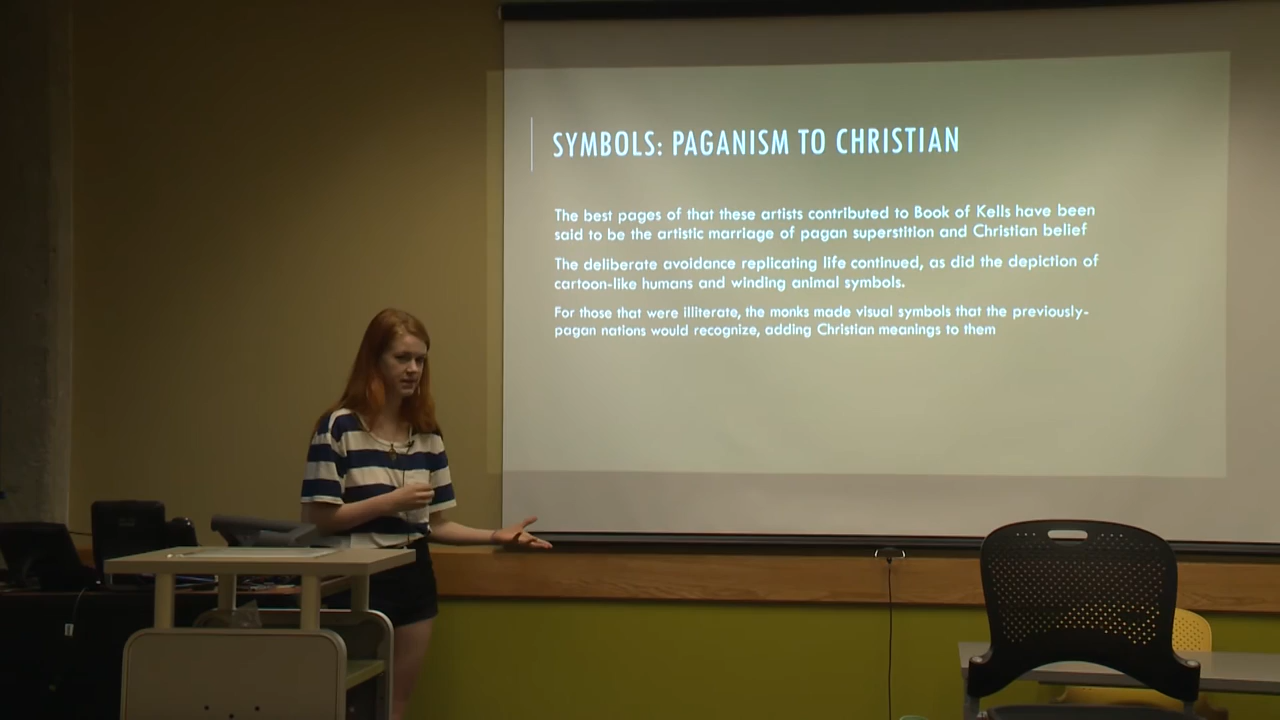 SYMBOLS: PAGANISM TO CHRISTIAN
The best pages of that these artists contributed to Book of Kells have been
said to be the artistic marriage of pagan superstition and Christian belief
The deliberate avoidance replicating life continued, as did the depiction of
cartoon-like humans and winding animal symbols.
For those that were illiterate, the monks made visual symbols that the previously-
pagan nations would recognize, adding Christian meanings to them